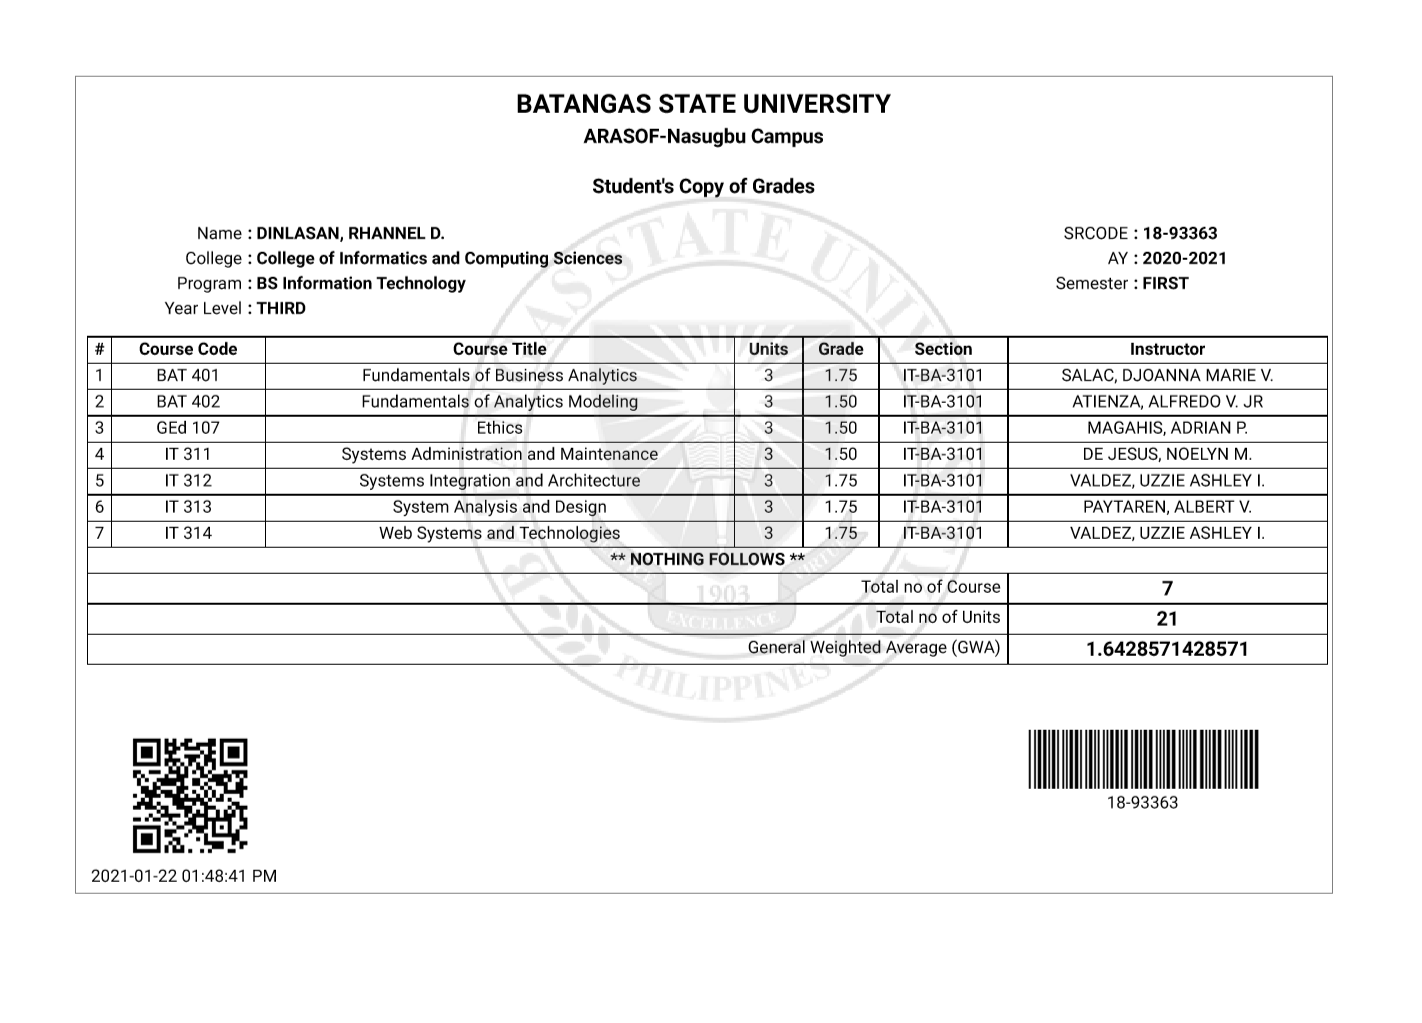 BATANGAS STATE UNIVERSITY
ARASOF-Nasugbu Campus
Student's Copy of Grades
Name : DINLASAN, RHANNEL D.
SRCODE : 18-93363
College : College of Informatics and Computing Sciences
AY : 2020-2021
Program : BS Information Technology
Semester : FIRST
Year Level : THIRD
# Course Code Course Title Units Grade Section Instructor
1 BAT 401 Fundamentals of Business Analytics 3 1.75 IT-BA-3101 SALAC, DJOANNA MARIE V.
2 BAT 402 Fundamentals of Analytics Modeling 3 1.50 IT-BA-3101 ATIENZA, ALFREDO V. JR
3 GEd 107 Ethics 3 1.50 IT-BA-3101 MAGAHIS, ADRIAN P.
4 IT 311 Systems Administration and Maintenance 3 1.50 IT-BA-3101 DE JESUS, NOELYN M.
5 IT 312 Systems Integration and Architecture 3 1.75 IT-BA-3101 VALDEZ, UZZIE ASHLEY I.
6 IT 313 System Analysis and Design 3 1.75 IT-BA-3101 PAYTAREN, ALBERT V.
7 IT 314 Web Systems and Technologies 3 1.75 IT-BA-3101 VALDEZ, UZZIE ASHLEY I.
** NOTHING FOLLOWS **
Total no of Course 7
Total no of Units 21
General Weighted Average (GWA) 1.6428571428571
BATANGAS STATE UNIVERSITY
1903
EXCELLENCE
PHILIPPINES
18-93363
2021-01-22 01:48:41 PM